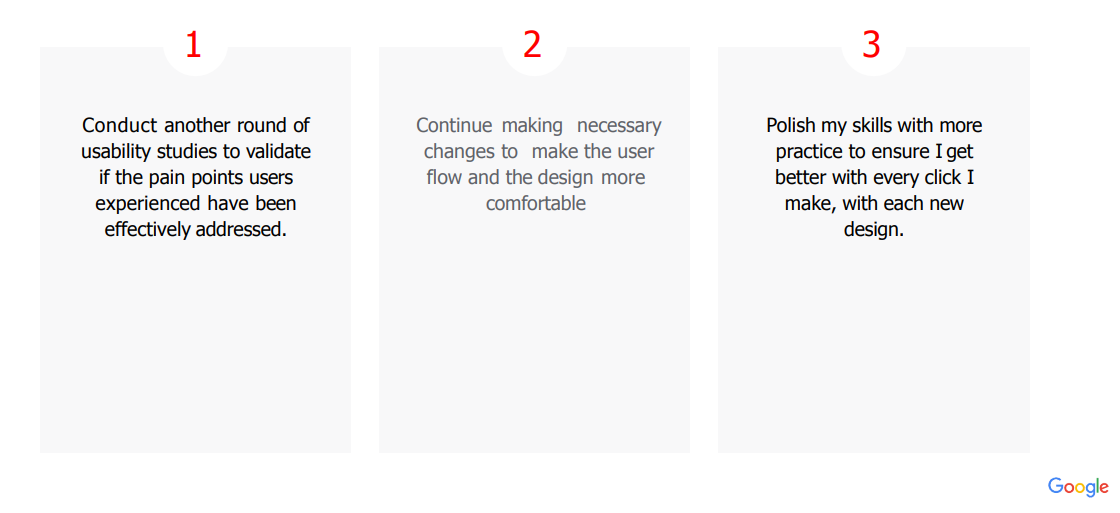 1
Conduct another round of
usability studies to validate
if the pain points users
experienced have been
effectively addressed.
2
Continue making necessary
changes to make the user
flow and the design more
comfortable
3
Polish my skills with more
practice to ensure I get
better with every click I
make, with each new
design.
Google